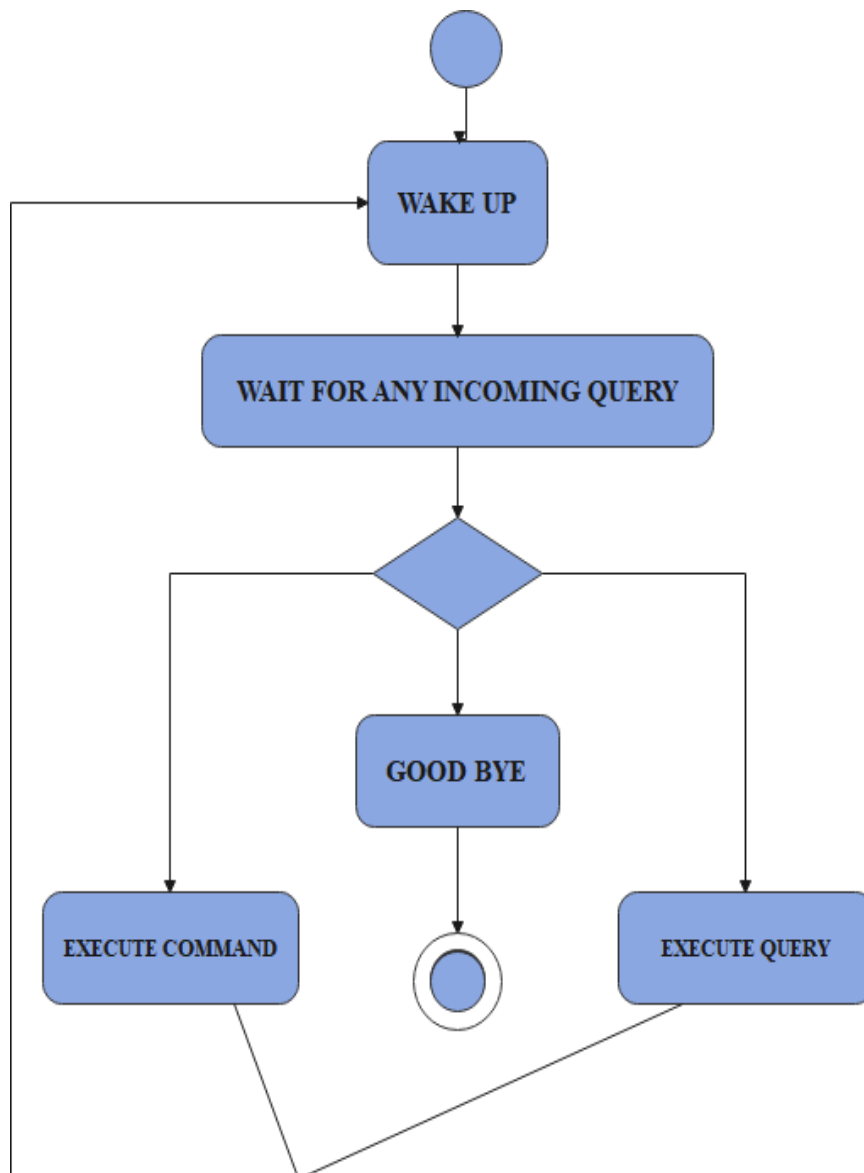 WAKE UP
WAIT FOR ANY INCOMING QUERY
GOOD BYE
EXECUTE COMMAND
EXECUTE QUERY